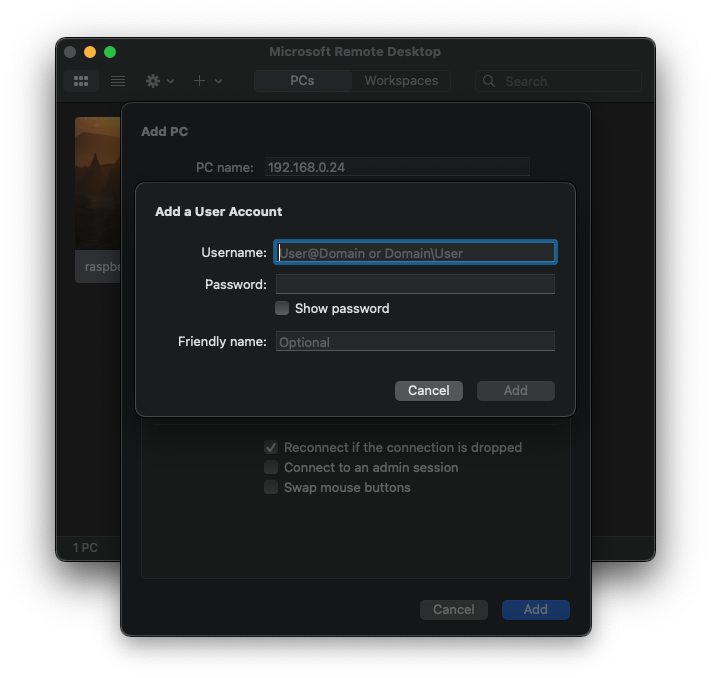 Microsoft Remote Desktop
PCs
Workspaces
Search
Add PC
PC name:
192.168.0.24
raspbe
Add a User Account
Username:
User@Domain or Domain\User
Password:
Show password
Friendly name:
Optional
Cancel
Add
Reconnect if the connection is dropped
Connect to an admin session
Swap mouse buttons
1 PC
Cancel
Add